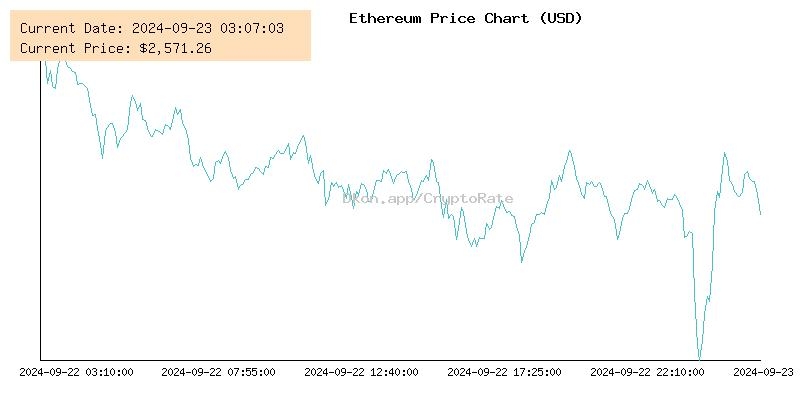 Ethereum Price Chart (USD)
Current Date: 2024-09-23 03:07:03
Current Price: $2,571.26
DKon.app/CryptoRate
2024-09-22 03:10:00 2024-09-22 07:55:00 2024-09-22 12:40:00 2024-09-22 17:25:00 2024-09-22 22:10:00 2024-09-23